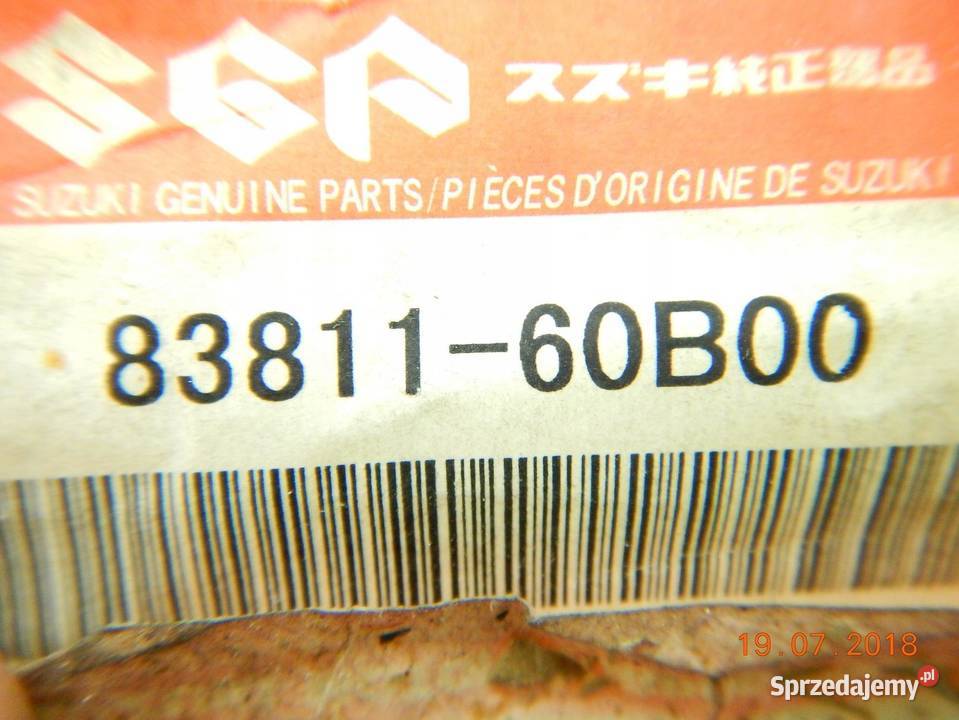 SGP スズキ純正部品
SUZUKI GENUINE PARTS/PIÈCES D'ORIGINE DE SUZUKI
83811-60B00
19.07.2018
Sprzedajemy.pl